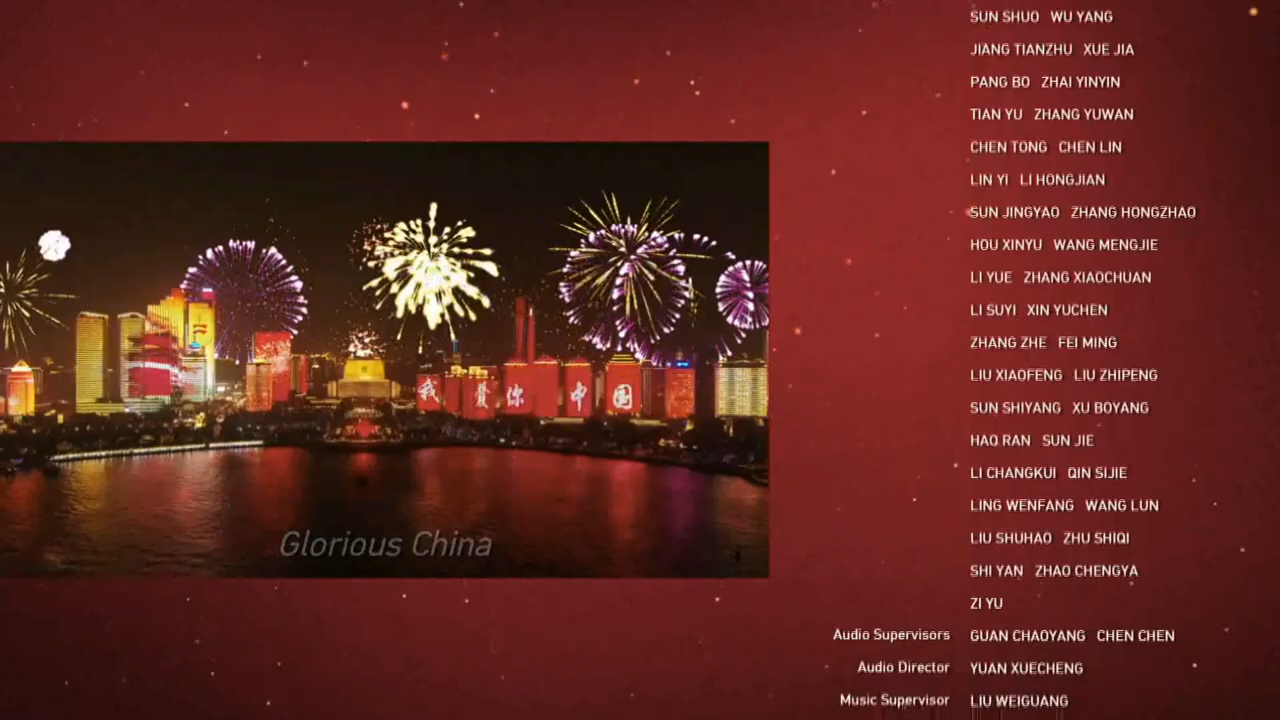 SUN SHUO WU YANG
JIANG TIANZHU XUE JIA
PANG BO ZHAI YINYIN
TIAN YU ZHANG YUWAN
CHEN TONG CHEN LIN
LIN YI LI HONGJIAN
SUN JINGYAO ZHANG HONGZHAO
HOU XINYU WANG MENGJIE
LI YUE ZHANG XIAOCHUAN
LI SUYI XIN YUCHEN
ZHANG ZHE FEI MING
LIU XIAOFENG LIU ZHIPENG
SUN SHIYANG XU BOYANG
HAO RAN SUN JIE
LI CHANGKUI QIN SIJIE
LING WENFANG WANG LUN
LIU SHUHAO ZHU SHIQI
SHI YAN ZHAO CHENGYA
ZI YU
Audio Supervisors GUAN CHAOYANG CHEN CHEN
Audio Director YUAN XUECHENG
Music Supervisor LIU WEIGUANG
我愛你中国
Glorious China